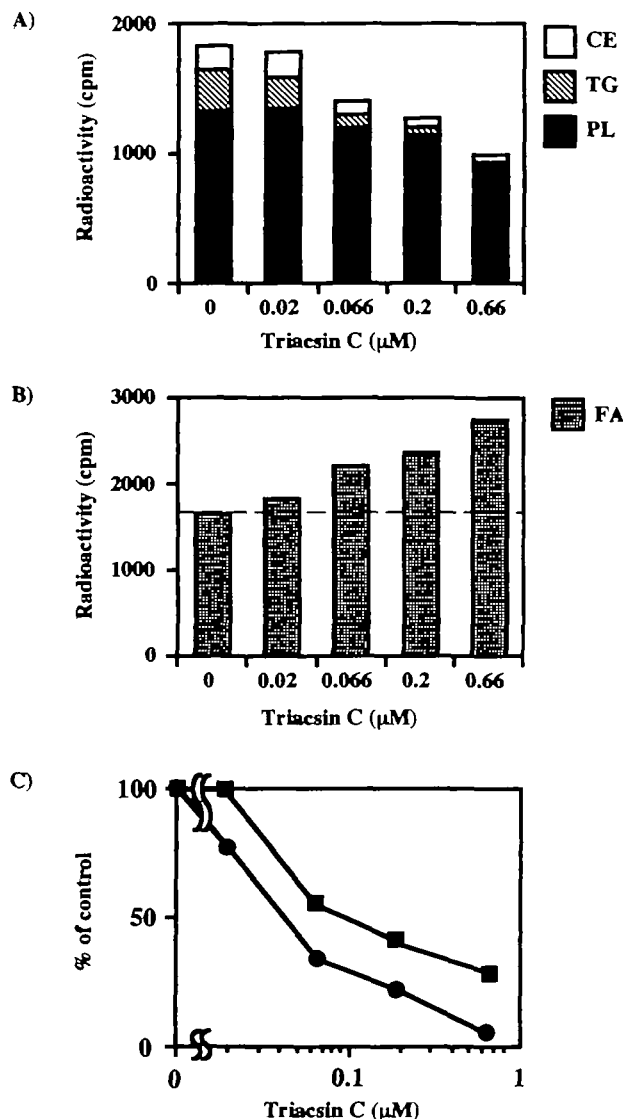 A)
2000
1000
0
Radioactivity (cpm)
CE
TG
PL
0 0.02 0.066 0.2 0.66
Triacsin C (μM)
B)
3000
2000
1000
0
Radioactivity (cpm)
FA
0 0.02 0.066 0.2 0.66
Triacsin C (μM)
C)
100
50
0
% of control
0 0.1 1
Triacsin C (μM)